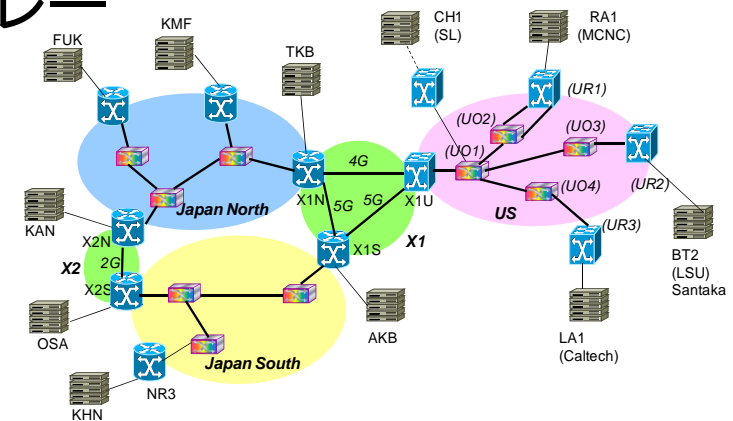 CH1
(SL)
RA1
(MCNC)
KMF
FUK
TKB
(UR1)
(UO2)
(UO3)
(UO1)
4G
X1N
5G
5G
X1U
(UR2)
(UO4)
Japan North
US
KAN
X2N
X1S
X1
(UR3)
X2
2G
BT2
(LSU)
Santaka
X2S
OSA
AKB
LA1
(Caltech)
Japan South
NR3
KHN